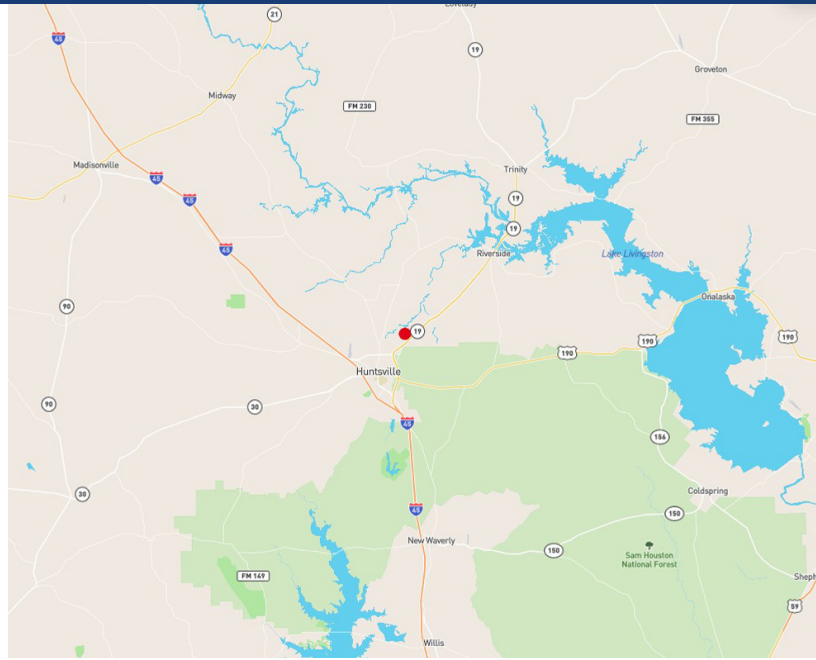 Lovelady
21
45
19
Groveton
Midway
FM 230
FM 355
Madisonville
Trinity
45
45
19
19
45
Riverside
Lake Livingston
Onalaska
90
19
190
190
190
Huntsville
90
30
45
156
30
Coldspring
45
150
New Waverly
150
Sam Houston
National Forest
FM 149
Sheph
59
Willis